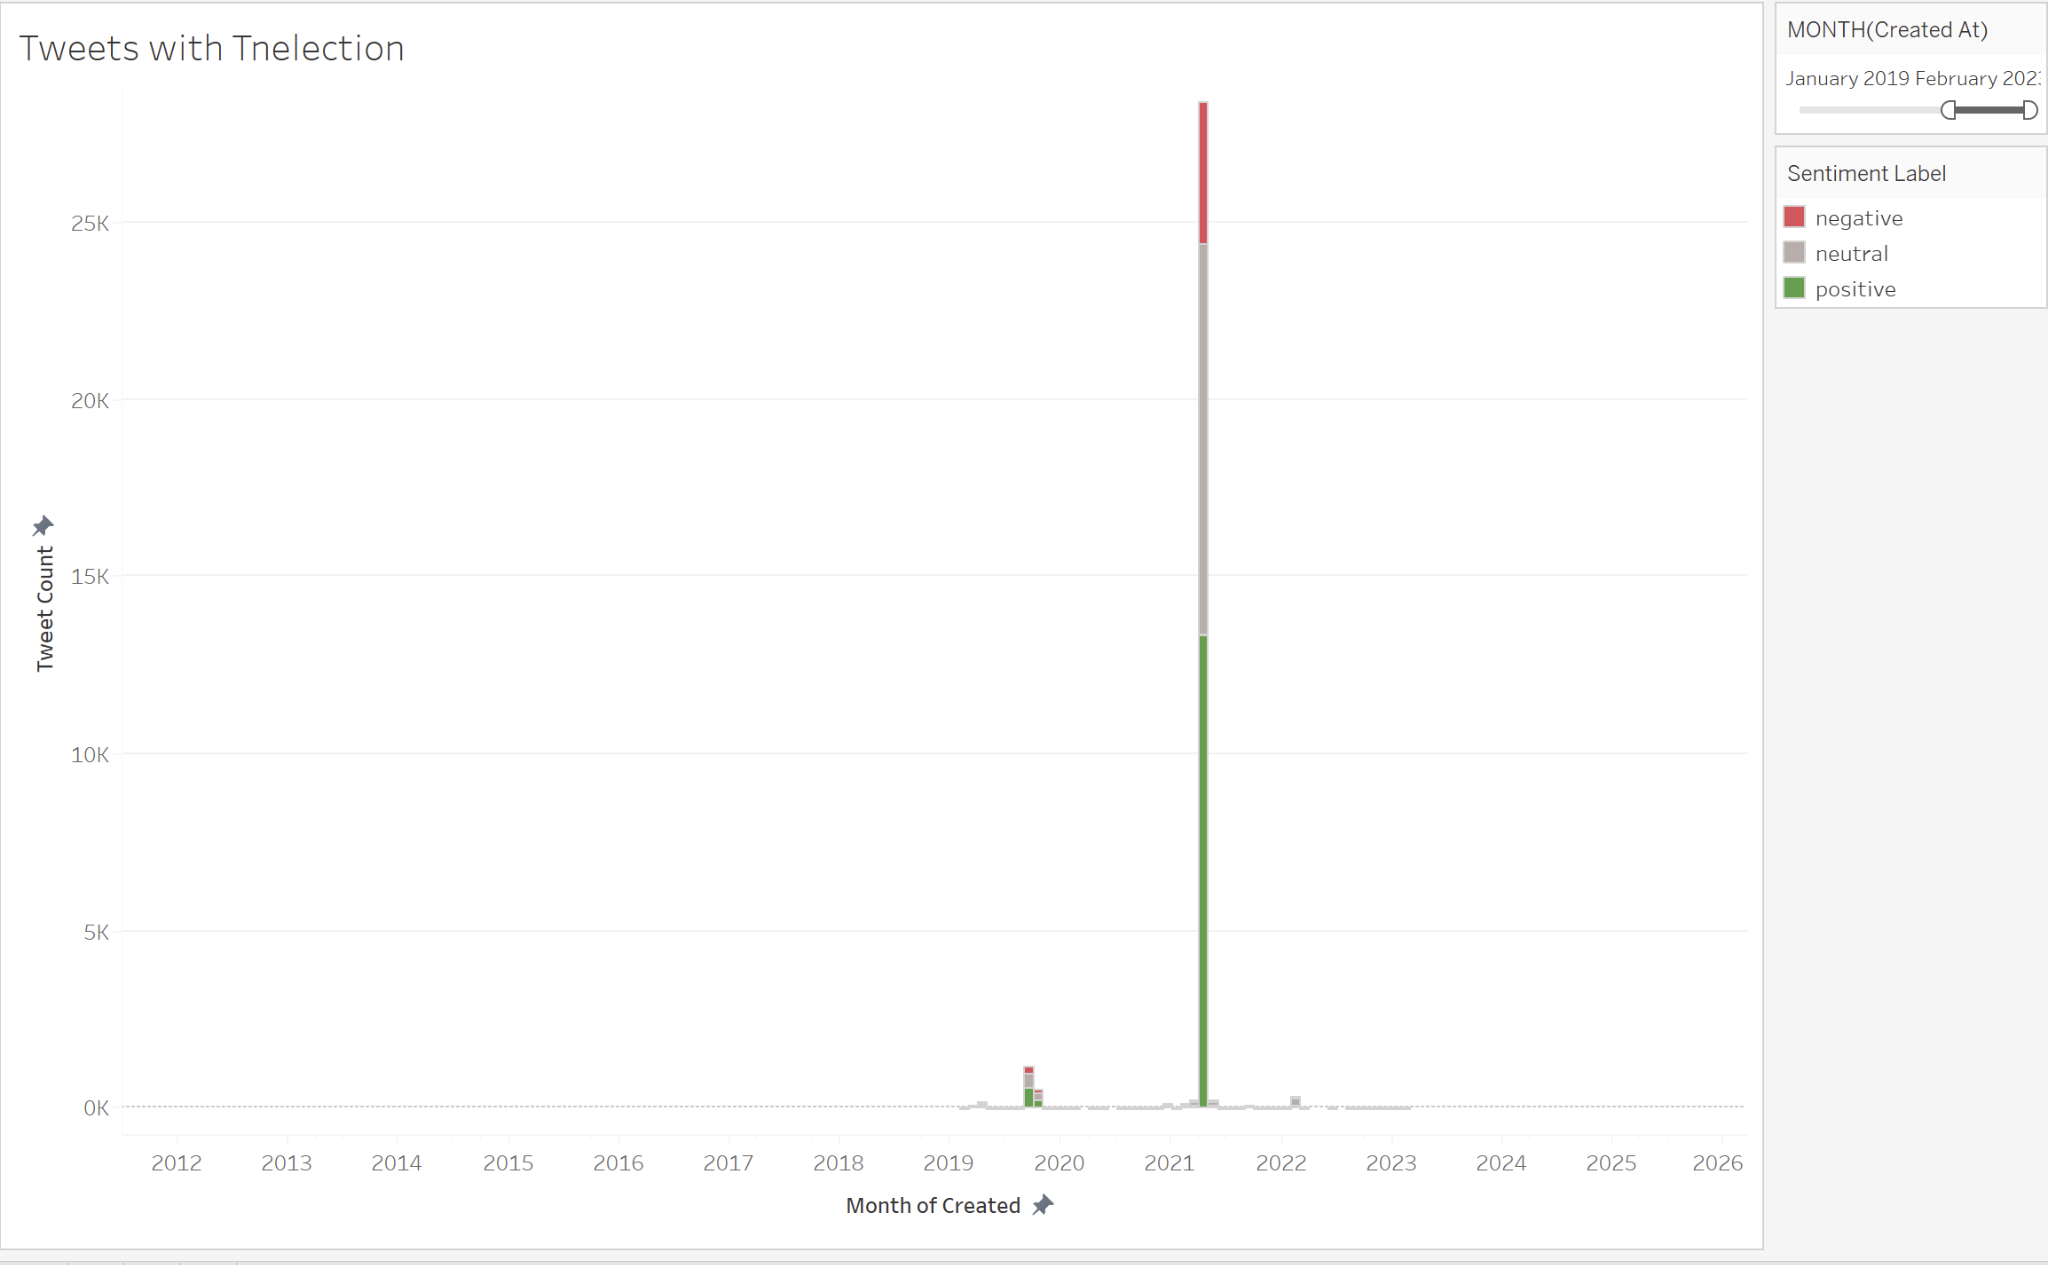 Tweets with Tnelection
MONTH(Created At)
January 2019 February 202
Sentiment Label
negative
neutral
positive
25K
20K
15K
10K
5K
0K
Tweet Count
2012 2013 2014 2015 2016 2017 2018 2019 2020 2021 2022 2023 2024 2025 2026
Month of Created